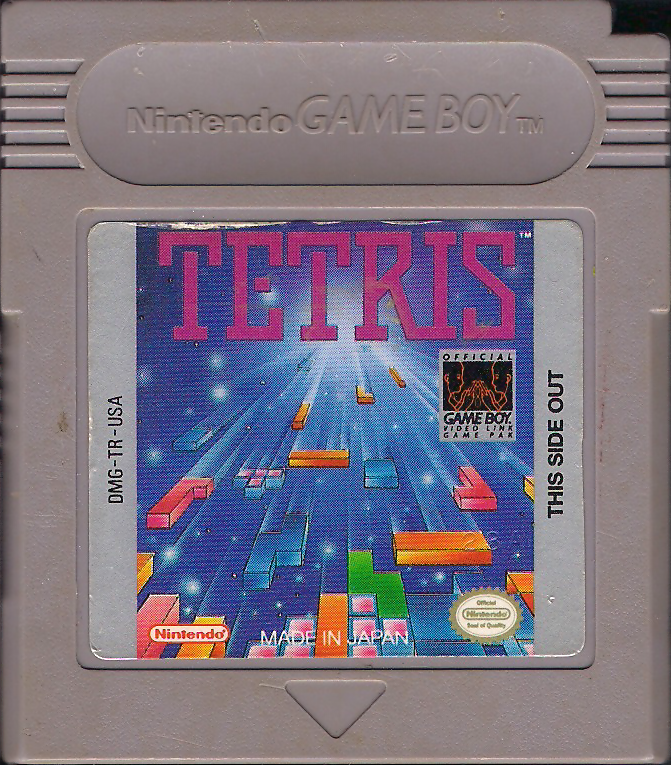 Nintendo GAME BOY TM
TETRIS TM
OFFICIAL
GAME BOY
VIDEO LINK
GAME PAK
DMG-TR-USA
THIS SIDE OUT
Official
Nintendo
Seal of Quality
Nintendo
MADE IN JAPAN